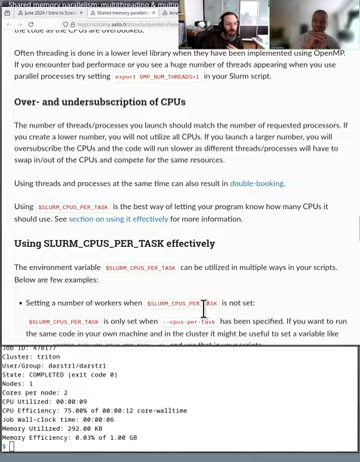 Shared memory parallelism: multithreading & multip
June 2024 / Intro to Scien
Shared memory parallelism
the code as such are overbooked.
Often threading is done in a lower level library when they have been implemented using OpenMP.
If you encounter bad performace or you see a huge number of threads appearing when you use
parallel processes try setting export OMP_NUM_THREADS=1 in your Slurm script.
Over- and undersubscription of CPUs
The number of threads/processes you launch should match the number of requested processors. If
you create a lower number, you will not utilize all CPUs. If you launch a larger number, you will
oversubscribe the CPUs and the code will run slower as different threads/processes will have to
swap in/out of the CPUs and compete for the same resources.
Using threads and processes at the same time can also result in double-booking.
Using $SLURM_CPUS_PER_TASK is the best way of letting your program know how many CPUs it
should use. See section on using it effectively for more information.
Using SLURM_CPUS_PER_TASK effectively
The environment variable $SLURM_CPUS_PER_TASK can be utilized in multiple ways in your scripts.
Below are few examples:
• Setting a number of workers when $SLURM_CPUS_PER_TASK is not set:
$SLURM_CPUS_PER_TASK is only set when --cpus-per-task has been specified. If you want to run
the same code in your own machine and in the cluster it might be useful to set a variable like
Cluster: triton
User/Group: darstr1/darstr1
State: COMPLETED (exit code 0)
Nodes: 1
Cores per node: 2
CPU Utilized: 00:00:09
CPU Efficiency: 75.00% of 00:00:12 core-walltime
Job Wall-clock time: 00:00:06
Memory Utilized: 292.00 KB
Memory Efficiency: 0.03% of 1.00 GB
$